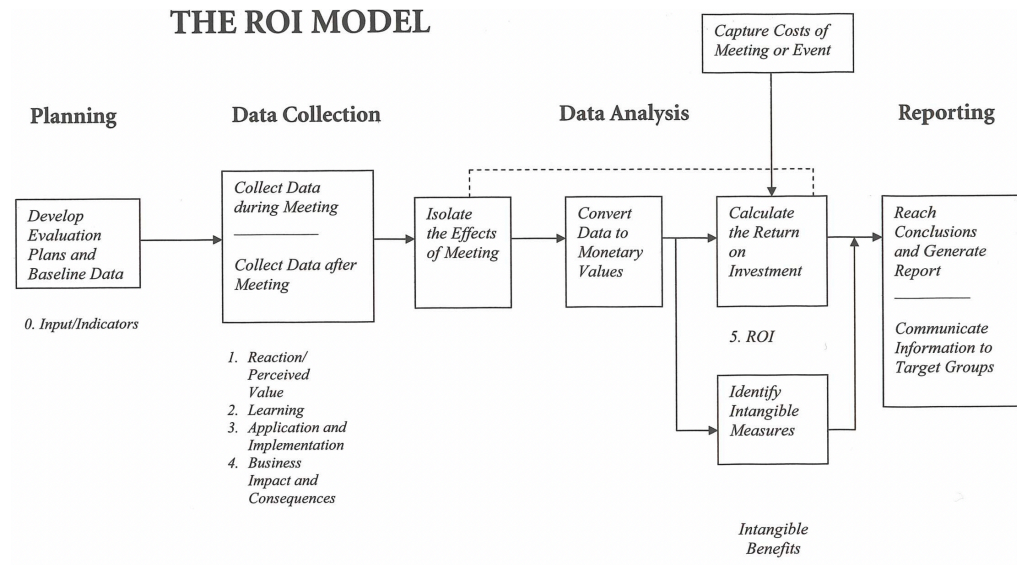 THE ROI MODEL
Capture Costs of
Meeting or Event
Planning
Data Collection
Data Analysis
Reporting
Develop
Evaluation
Plans and
Baseline Data
0. Input/Indicators
Collect Data
during Meeting
Collect Data after
Meeting
1. Reaction/
Perceived
Value
2. Learning
3. Application and
Implementation
4. Business
Impact and
Consequences
Isolate
the Effects
of Meeting
Convert
Data to
Monetary
Values
Calculate
the Return
on
Investment
5. ROI
Identify
Intangible
Measures
Intangible
Benefits
Reach
Conclusions
and Generate
Report
Communicate
Information to
Target Groups